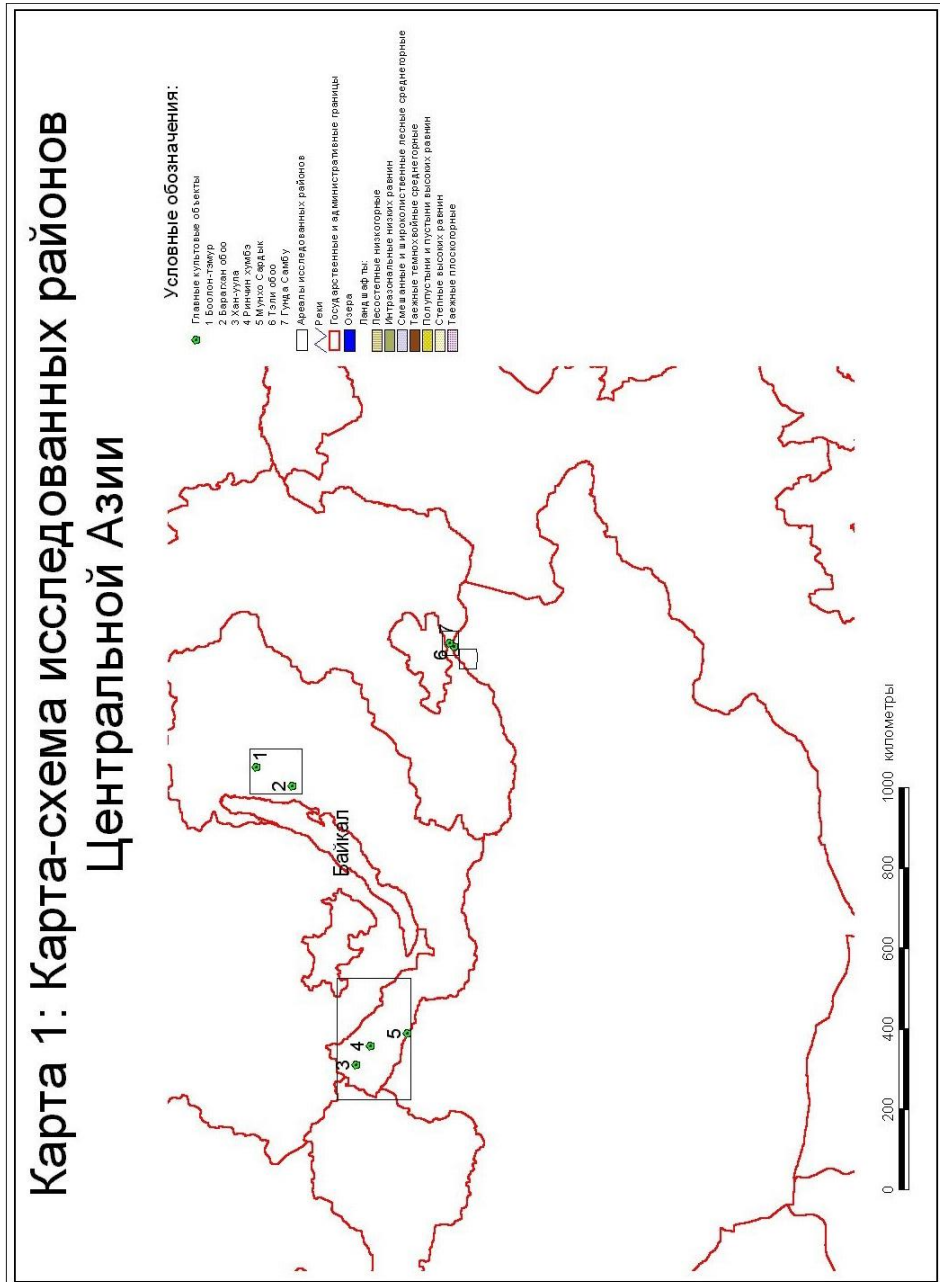 Карта 1: Карта-схема исследованных районов
Центральной Азии
Условные обозначения:
Главные культовые объекты
1 Боолон-тэмур
2 Барагхан обоо
3 Хан-уула
4 Ринчин хумбэ
5 Мунхо Сардык
6 Тэли обоо
7 Гунда Самбу
Ареалы исследованных районов
Реки
Государственные и административные границы
Озера
Ландшафты:
Лесостепные низкогорные
Интразональные низких равнин
Смешанные и широколиственные лесные среднегорные
Таежные темнохвойные среднегорные
Полупустыни и пустыни высоких равнин
Степные высоких равнин
Таежные плоскогорные
1
2
Байкал
3
4
5
6
7
0 200 400 600 800 1000 километры